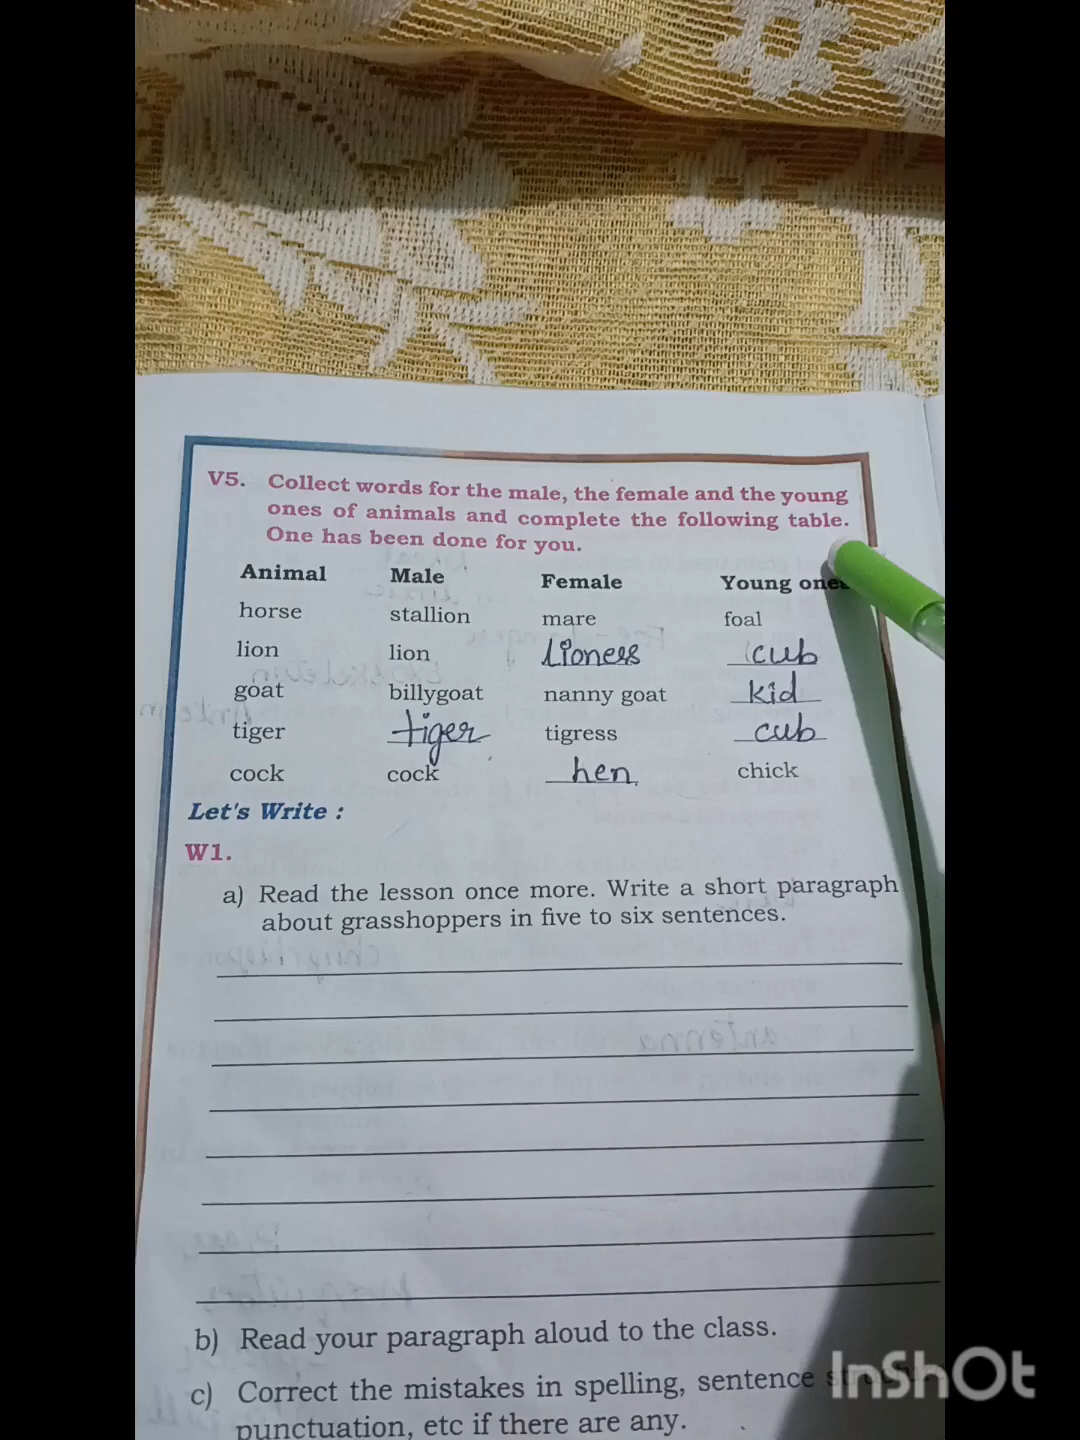 V5. Collect words for the male, the female and the young
ones of animals and complete the following table.
One has been done for you.
Animal Male Female Young ones
horse stallion mare foal
lion lion Lioness cub
goat billygoat nanny goat kid
tiger tiger tigress cub
cock cock hen chick
Let's Write :
W1.
a) Read the lesson once more. Write a short paragraph
about grasshoppers in five to six sentences.
b) Read your paragraph aloud to the class.
c) Correct the mistakes in spelling, sentence
punctuation, etc if there are any.
InShOt